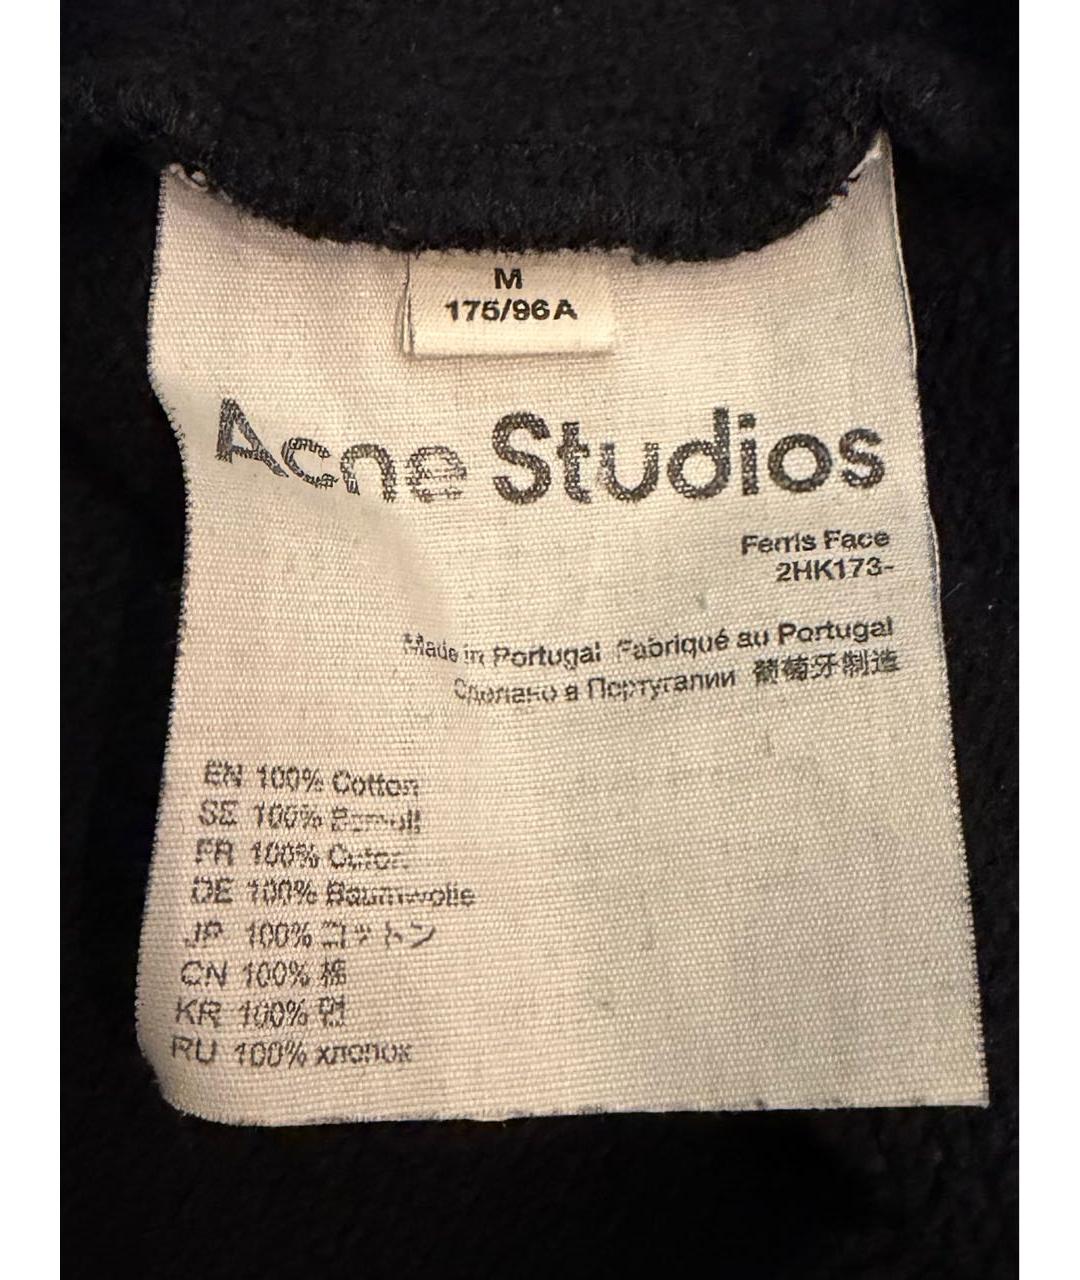 M
175/96A
Acne Studios
Ferris Face
2HK173-
Made in Portugal Fabriqué au Portugal
Сделано в Португалии 葡萄牙制造
EN 100% Cotton
SE 100% Bomull
FR 100% Coton
DE 100% Baumwolle
JP 100% コットン
CN 100% 棉
KR 100% 면
RU 100% хлопок